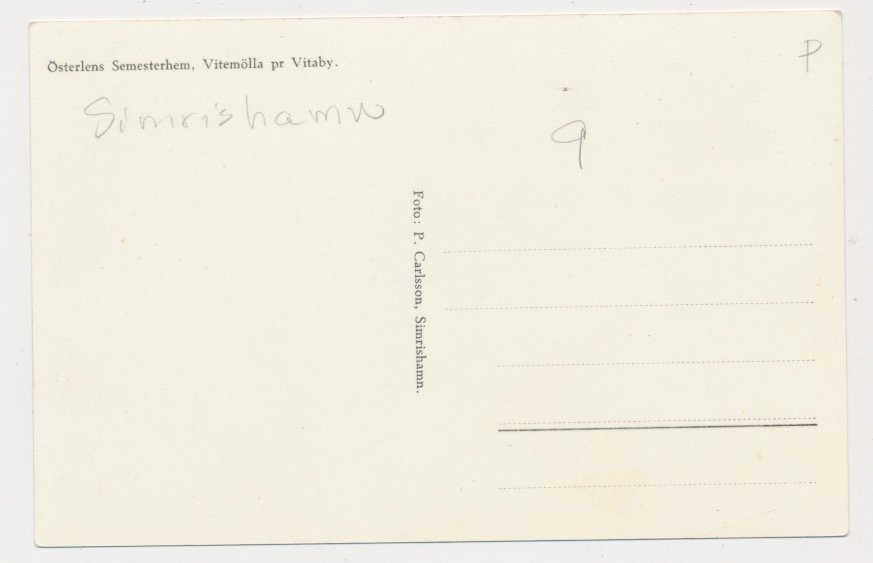 Österlens Semesterhem, Vitemölla pr Vitaby.
P
Simrishamn
9
Foto: P. Carlsson, Simrishamn.